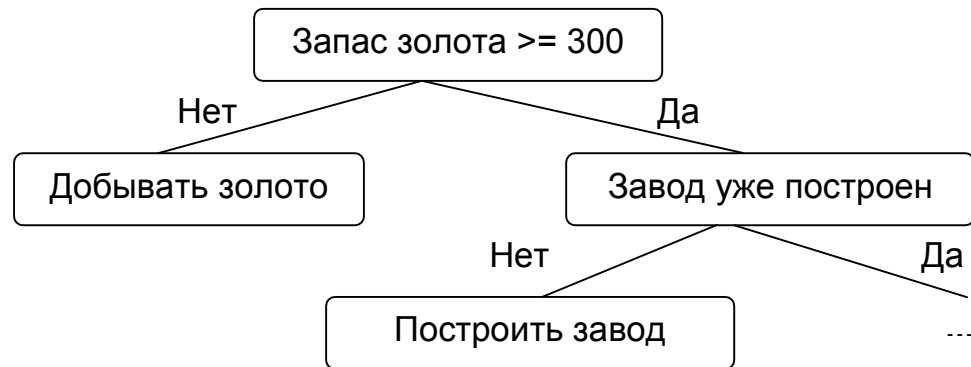 Запас золота >= 300
Нет
Да
Добывать золото
Завод уже построен
Нет
Да
Построить завод
---